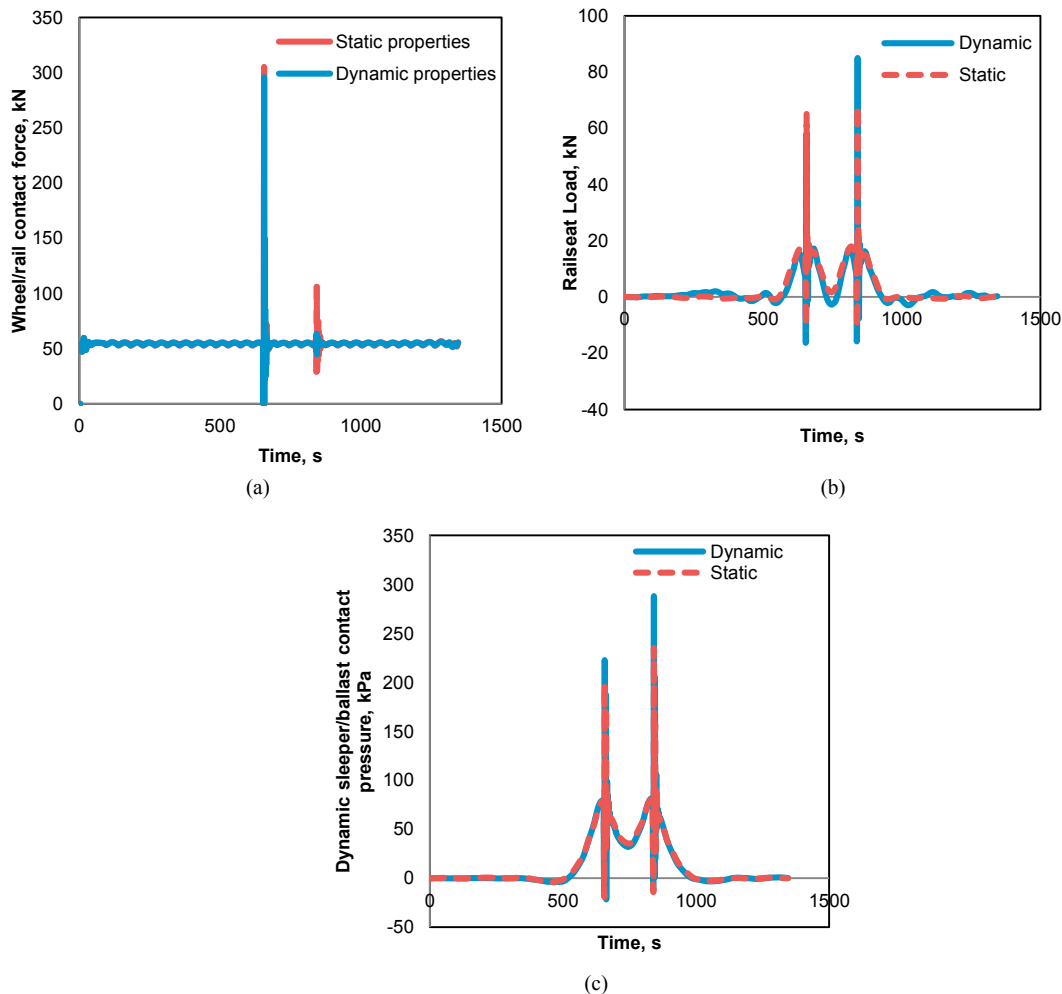 350
300
250
200
150
100
50
0
Wheel/rail contact force, kN
Static properties
Dynamic properties
0 500 1000 1500
Time, s
(a)
100
80
60
40
20
0
-20
-40
Railseat Load, kN
Dynamic
Static
0 500 1000 1500
Time, s
(b)
350
300
250
200
150
100
50
0
-50
Dynamic sleeper/ballast contact
pressure, kPa
Dynamic
Static
0 500 1000 1500
Time, s
(c)